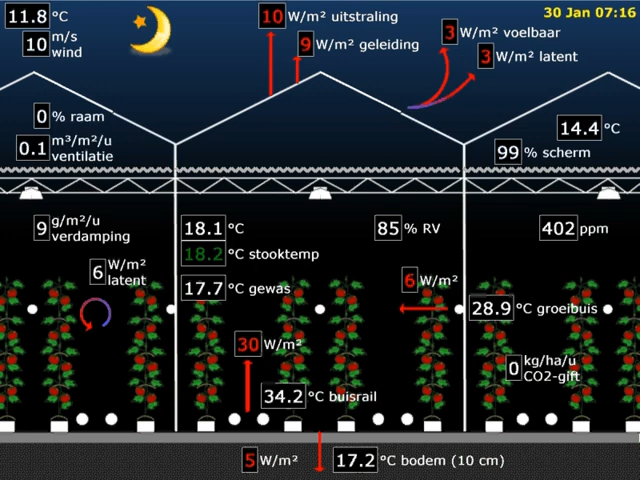 11.8 °C
10 m/s wind
10 W/m² uitstraling
9 W/m² geleiding
3 W/m² voelbaar
3 W/m² latent
30 Jan 07:16
0 % raam
0.1 m³/m²/u ventilatie
14.4 °C
99 % scherm
9 g/m²/u verdamping
18.1 °C
18.2 °C stooktemp
85 % RV
402 ppm
6 W/m² latent
17.7 °C gewas
6 W/m²
28.9 °C groeibuis
30 W/m²
0 kg/ha/u CO2-gift
34.2 °C buisrail
5 W/m²
17.2 °C bodem (10 cm)